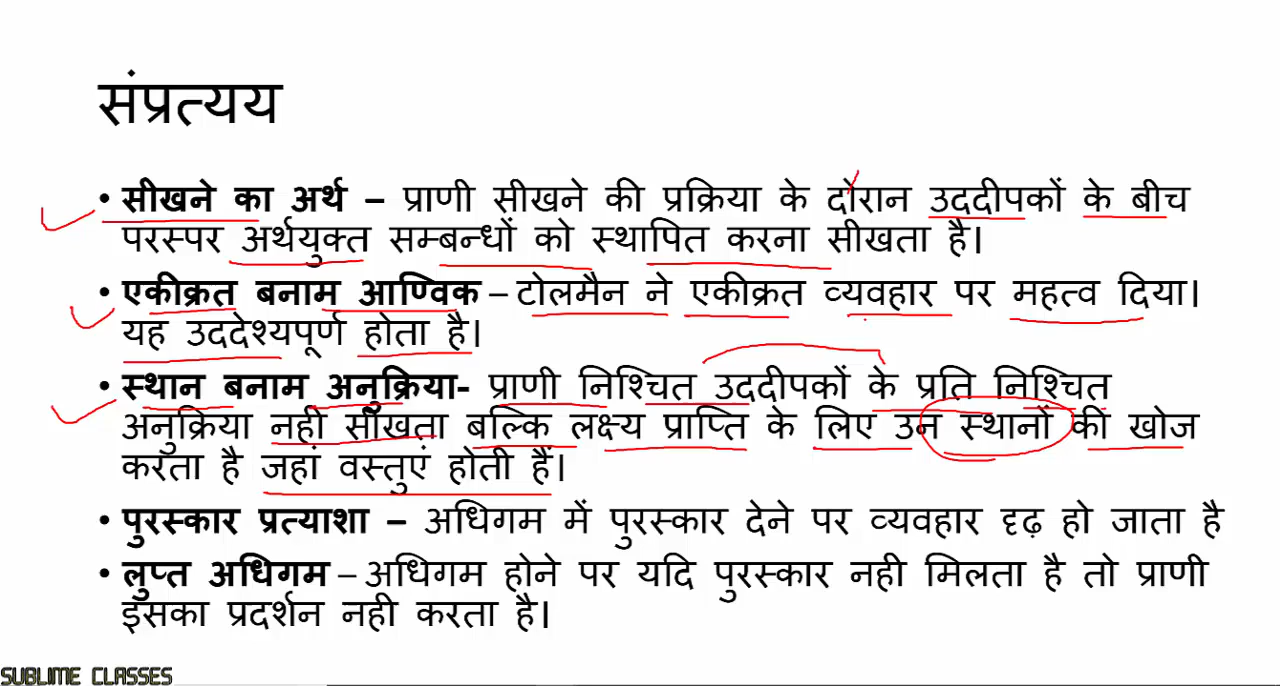 संप्रत्यय
• सीखने का अर्थ – प्राणी सीखने की प्रक्रिया के दोरान उददीपकों के बीच
परस्पर अर्थयुक्त सम्बन्धों को स्थापित करना सीखता है।
• एकीक्रत बनाम आण्विक – टोलमैन ने एकीक्रत व्यवहार पर महत्व दिया।
यह उददेश्यपूर्ण होता है।
• स्थान बनाम अनुक्रिया- प्राणी निश्चित उददीपकों के प्रति निश्चित
अनुक्रिया नही सीखता बल्कि लक्ष्य प्राप्ति के लिए उन स्थानों की खोज
करता है जहां वस्तुएं होती हैं।
• पुरस्कार प्रत्याशा – अधिगम में पुरस्कार देने पर व्यवहार दृढ़ हो जाता है
• लुप्त अधिगम – अधिगम होने पर यदि पुरस्कार नही मिलता है तो प्राणी
इसका प्रदर्शन नही करता है।
SUBLIME CLASSES